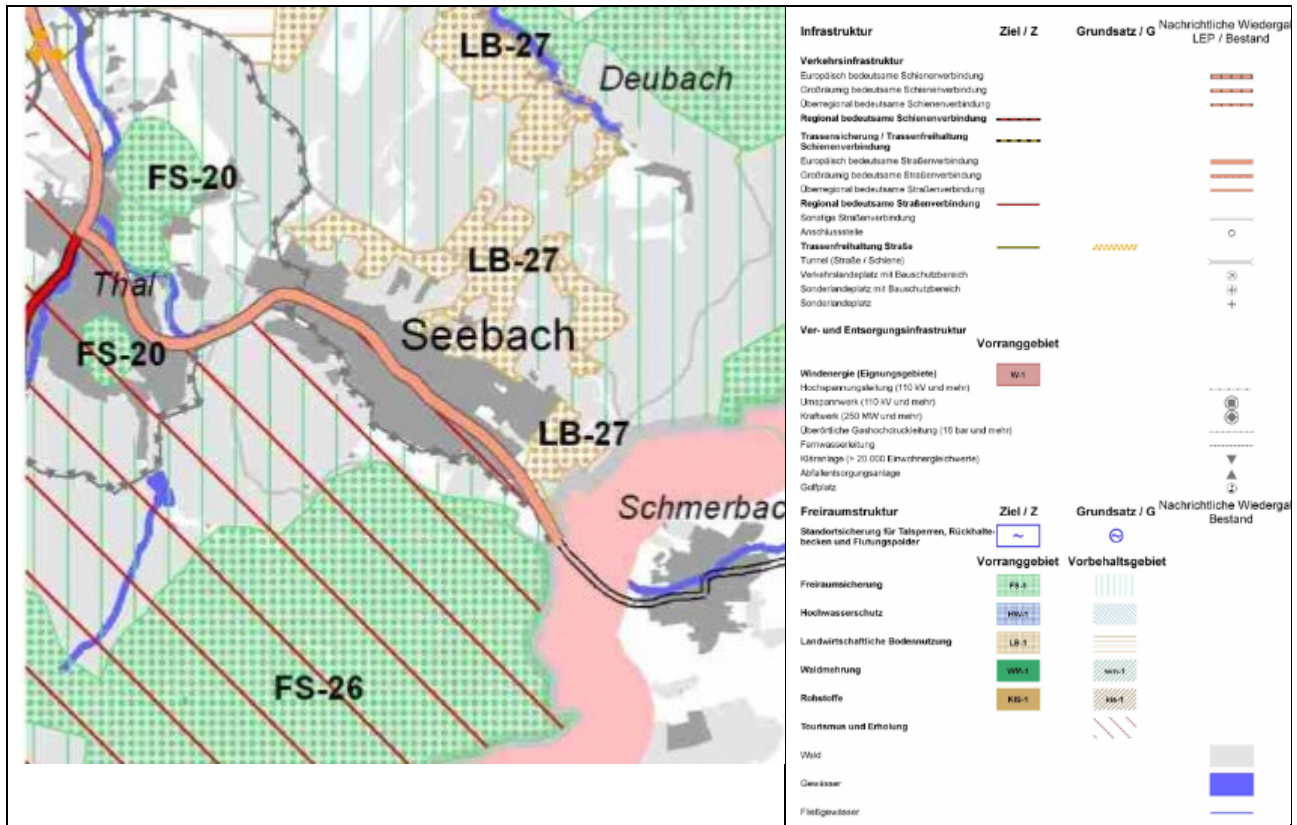 LB-27
Deubach
FS-20
LB-27
Thal
Seebach
FS-20
LB-27
Schmerbac
FS-26
Infrastruktur Ziel / Z Grundsatz / G Nachrichtliche Wiedergal
LEP / Bestand
Verkehrsinfrastruktur
Europäisch bedeutsame Schienenverbindung
Großräumig bedeutsame Schienenverbindung
Überregional bedeutsame Schienenverbindung
Regional bedeutsame Schienenverbindung
Trassensicherung / Trassenfreihaltung
Schienenverbindung
Europäisch bedeutsame Straßenverbindung
Großräumig bedeutsame Straßenverbindung
Überregional bedeutsame Straßenverbindung
Regional bedeutsame Straßenverbindung
Sonstige Straßenverbindung
Anschlussstelle
Trassenfreihaltung Straße
Tunnel (Straße / Schiene)
Verkehrslandeplatz mit Bauschutzbereich
Sonderlandeplatz mit Bauschutzbereich
Sonderlandeplatz
Ver- und Entsorgungsinfrastruktur
Vorranggebiet
Windenergie (Eignungsgebiete) W-1
Hochspannungsleitung (110 kV und mehr)
Umspannwerk (110 kV und mehr)
Kraftwerk (250 MW und mehr)
Überörtliche Gashochdruckleitung (16 bar und mehr)
Fernwasserleitung
Kläranlage (> 20 000 Einwohnergleichwerte)
Abfallentsorgungsanlage
Golfplatz
Freiraumstruktur Ziel / Z Grundsatz / G Nachrichtliche Wiedergal
Bestand
Standortsicherung für Talsperren, Rückhalte-
becken und Flutungspolder
Vorranggebiet Vorbehaltsgebiet
Freiraumsicherung FS-1
Hochwasserschutz HW-1
Landwirtschaftliche Bodennutzung LB-1
Waldmehrung WM-1 wm-1
Rohstoffe KIS-1 kis-1
Tourismus und Erholung
Wald
Gewässer
Fließgewässer